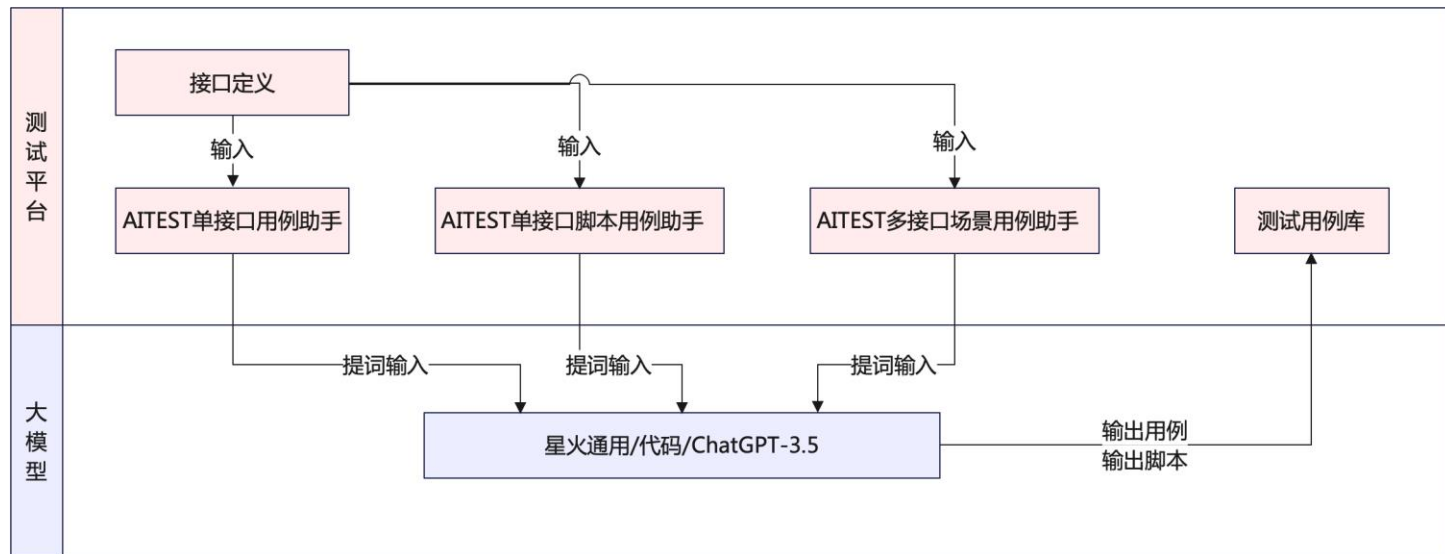 测试平台
接口定义
输入
输入
输入
AITEST单接口用例助手
AITEST单接口脚本用例助手
AITEST多接口场景用例助手
测试用例库
大模型
提词输入
提词输入
提词输入
星火通用/代码/ChatGPT-3.5
输出用例
输出脚本